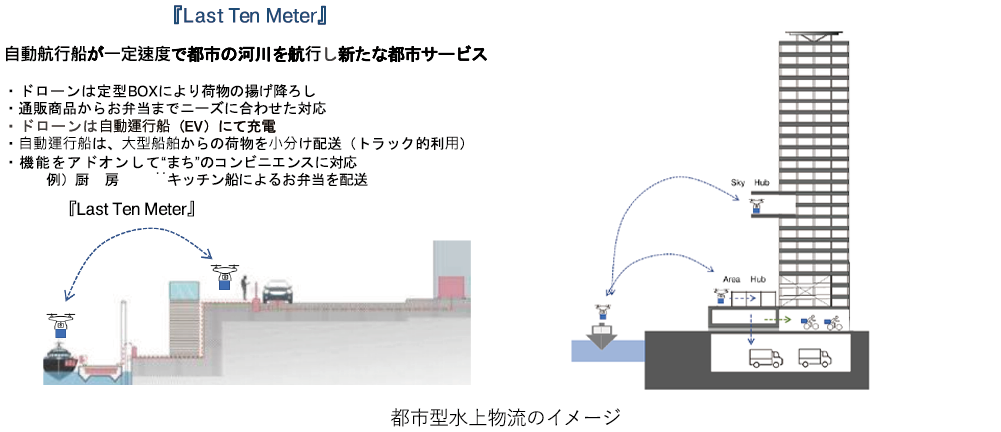 『Last Ten Meter』
自動航行船が一定速度で都市の河川を航行し新たな都市サービス
・ドローンは定型BOXにより荷物の揚げ降ろし
・通販商品からお弁当までニーズに合わせた対応
・ドローンは自動運行船（EV）にて充電
・自動運行船は、大型船舶からの荷物を小分け配送（トラック的利用）
・機能をアドオンして“まち”のコンビニエンスに対応
例）厨　房　　　キッチン船によるお弁当を配送
『Last Ten Meter』
Sky Hub
Area Hub
都市型水上物流のイメージ